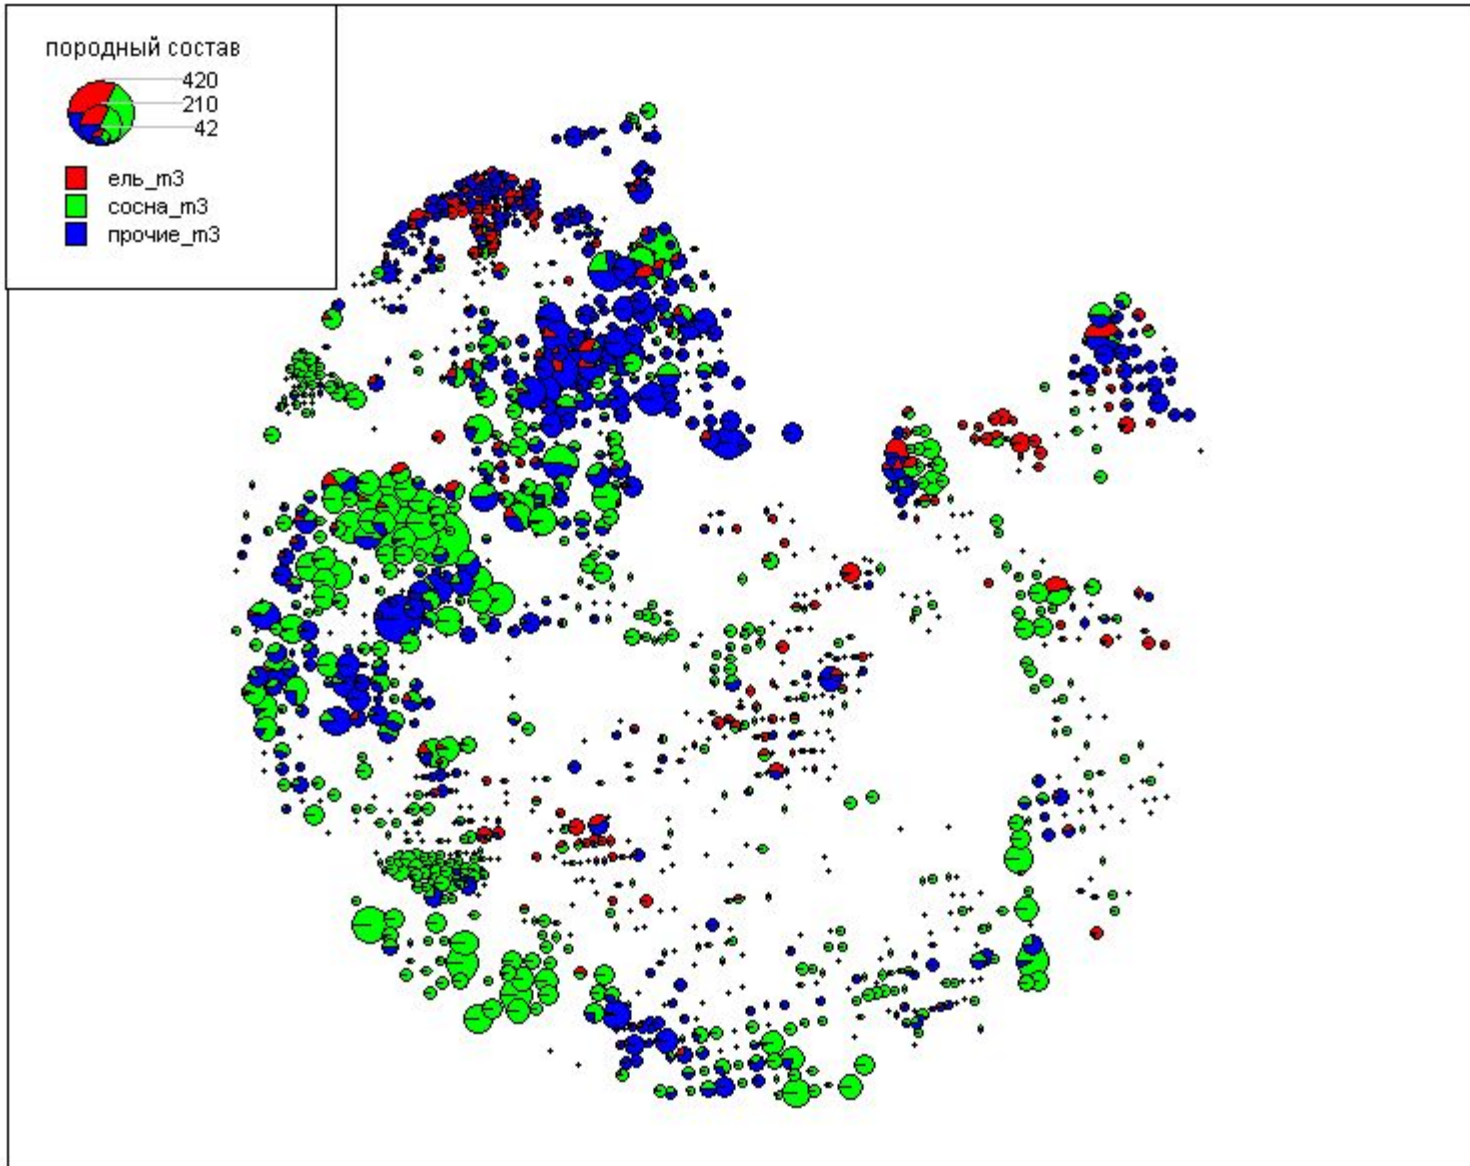 породный состав
420
210
42
ель_m3
сосна_m3
прочие_m3